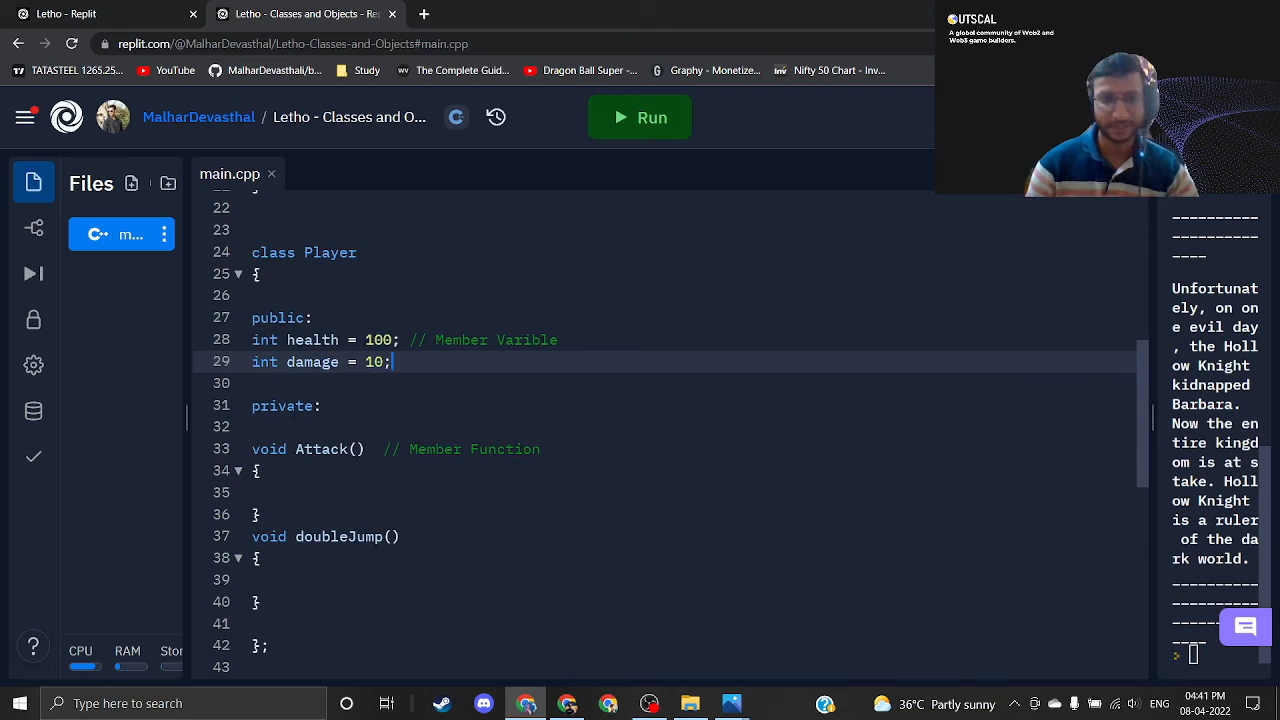 Letho - Replit
Letho - Classes and Objects - Rep
replit.com/@MalharDevasthal/Letho-Classes-and-Objects#main.cpp
TATASTEEL 1265.25...
YouTube
MalharDevasthali/b...
Study
The Complete Guid...
Dragon Ball Super -...
Graphy - Monetize...
Nifty 50 Chart - Inv...
UTSCAL
A global community of Web2 and
Web3 game builders.
MalharDevasthal / Letho - Classes and O...
Run
Files
m...
main.cpp
22
23
24 class Player
25 {
26
27 public:
28 int health = 100; // Member Varible
29 int damage = 10;
30
31 private:
32
33 void Attack() // Member Function
34 {
35
36 }
37 void doubleJump()
38 {
39
40 }
41
42 };
43
--------------------
--------------------
----
Unfortunat
ely, on on
e evil day
, the Holl
ow Knight
kidnapped
Barbara.
Now the en
tire kingd
om is at s
take. Holl
ow Knight
is a ruler
of the da
rk world.
CPU
RAM
Stor
Type here to search
36°C Partly sunny
04:41 PM
08-04-2022